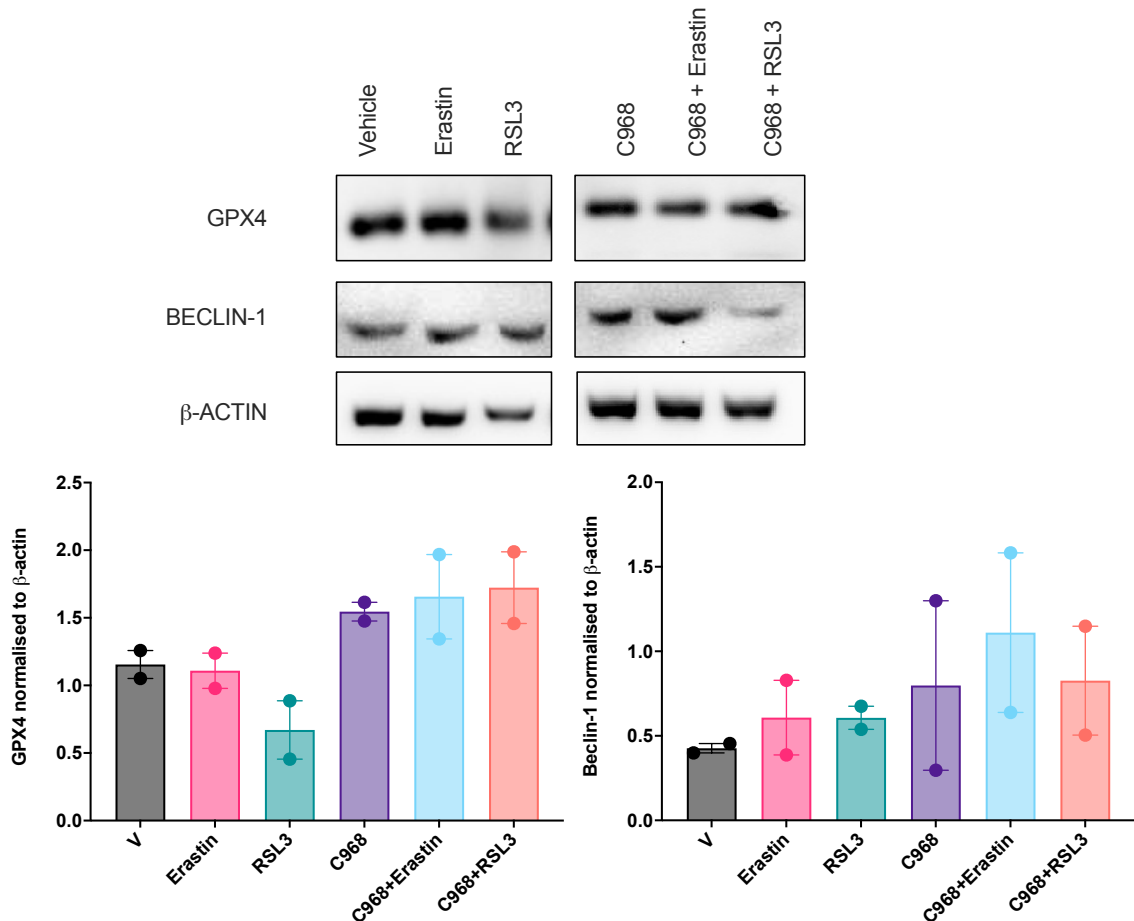 Vehicle
Erastin
RSL3
C968
C968 + Erastin
C968 + RSL3
GPX4
BECLIN-1
β-ACTIN
GPX4 normalised to β-actin
2.5
2.0
1.5
1.0
0.5
0.0
V
Erastin
RSL3
C968
C968+Erastin
C968+RSL3
Beclin-1 normalised to β-actin
2.0
1.5
1.0
0.5
0.0
V
Erastin
RSL3
C968
C968+Erastin
C968+RSL3